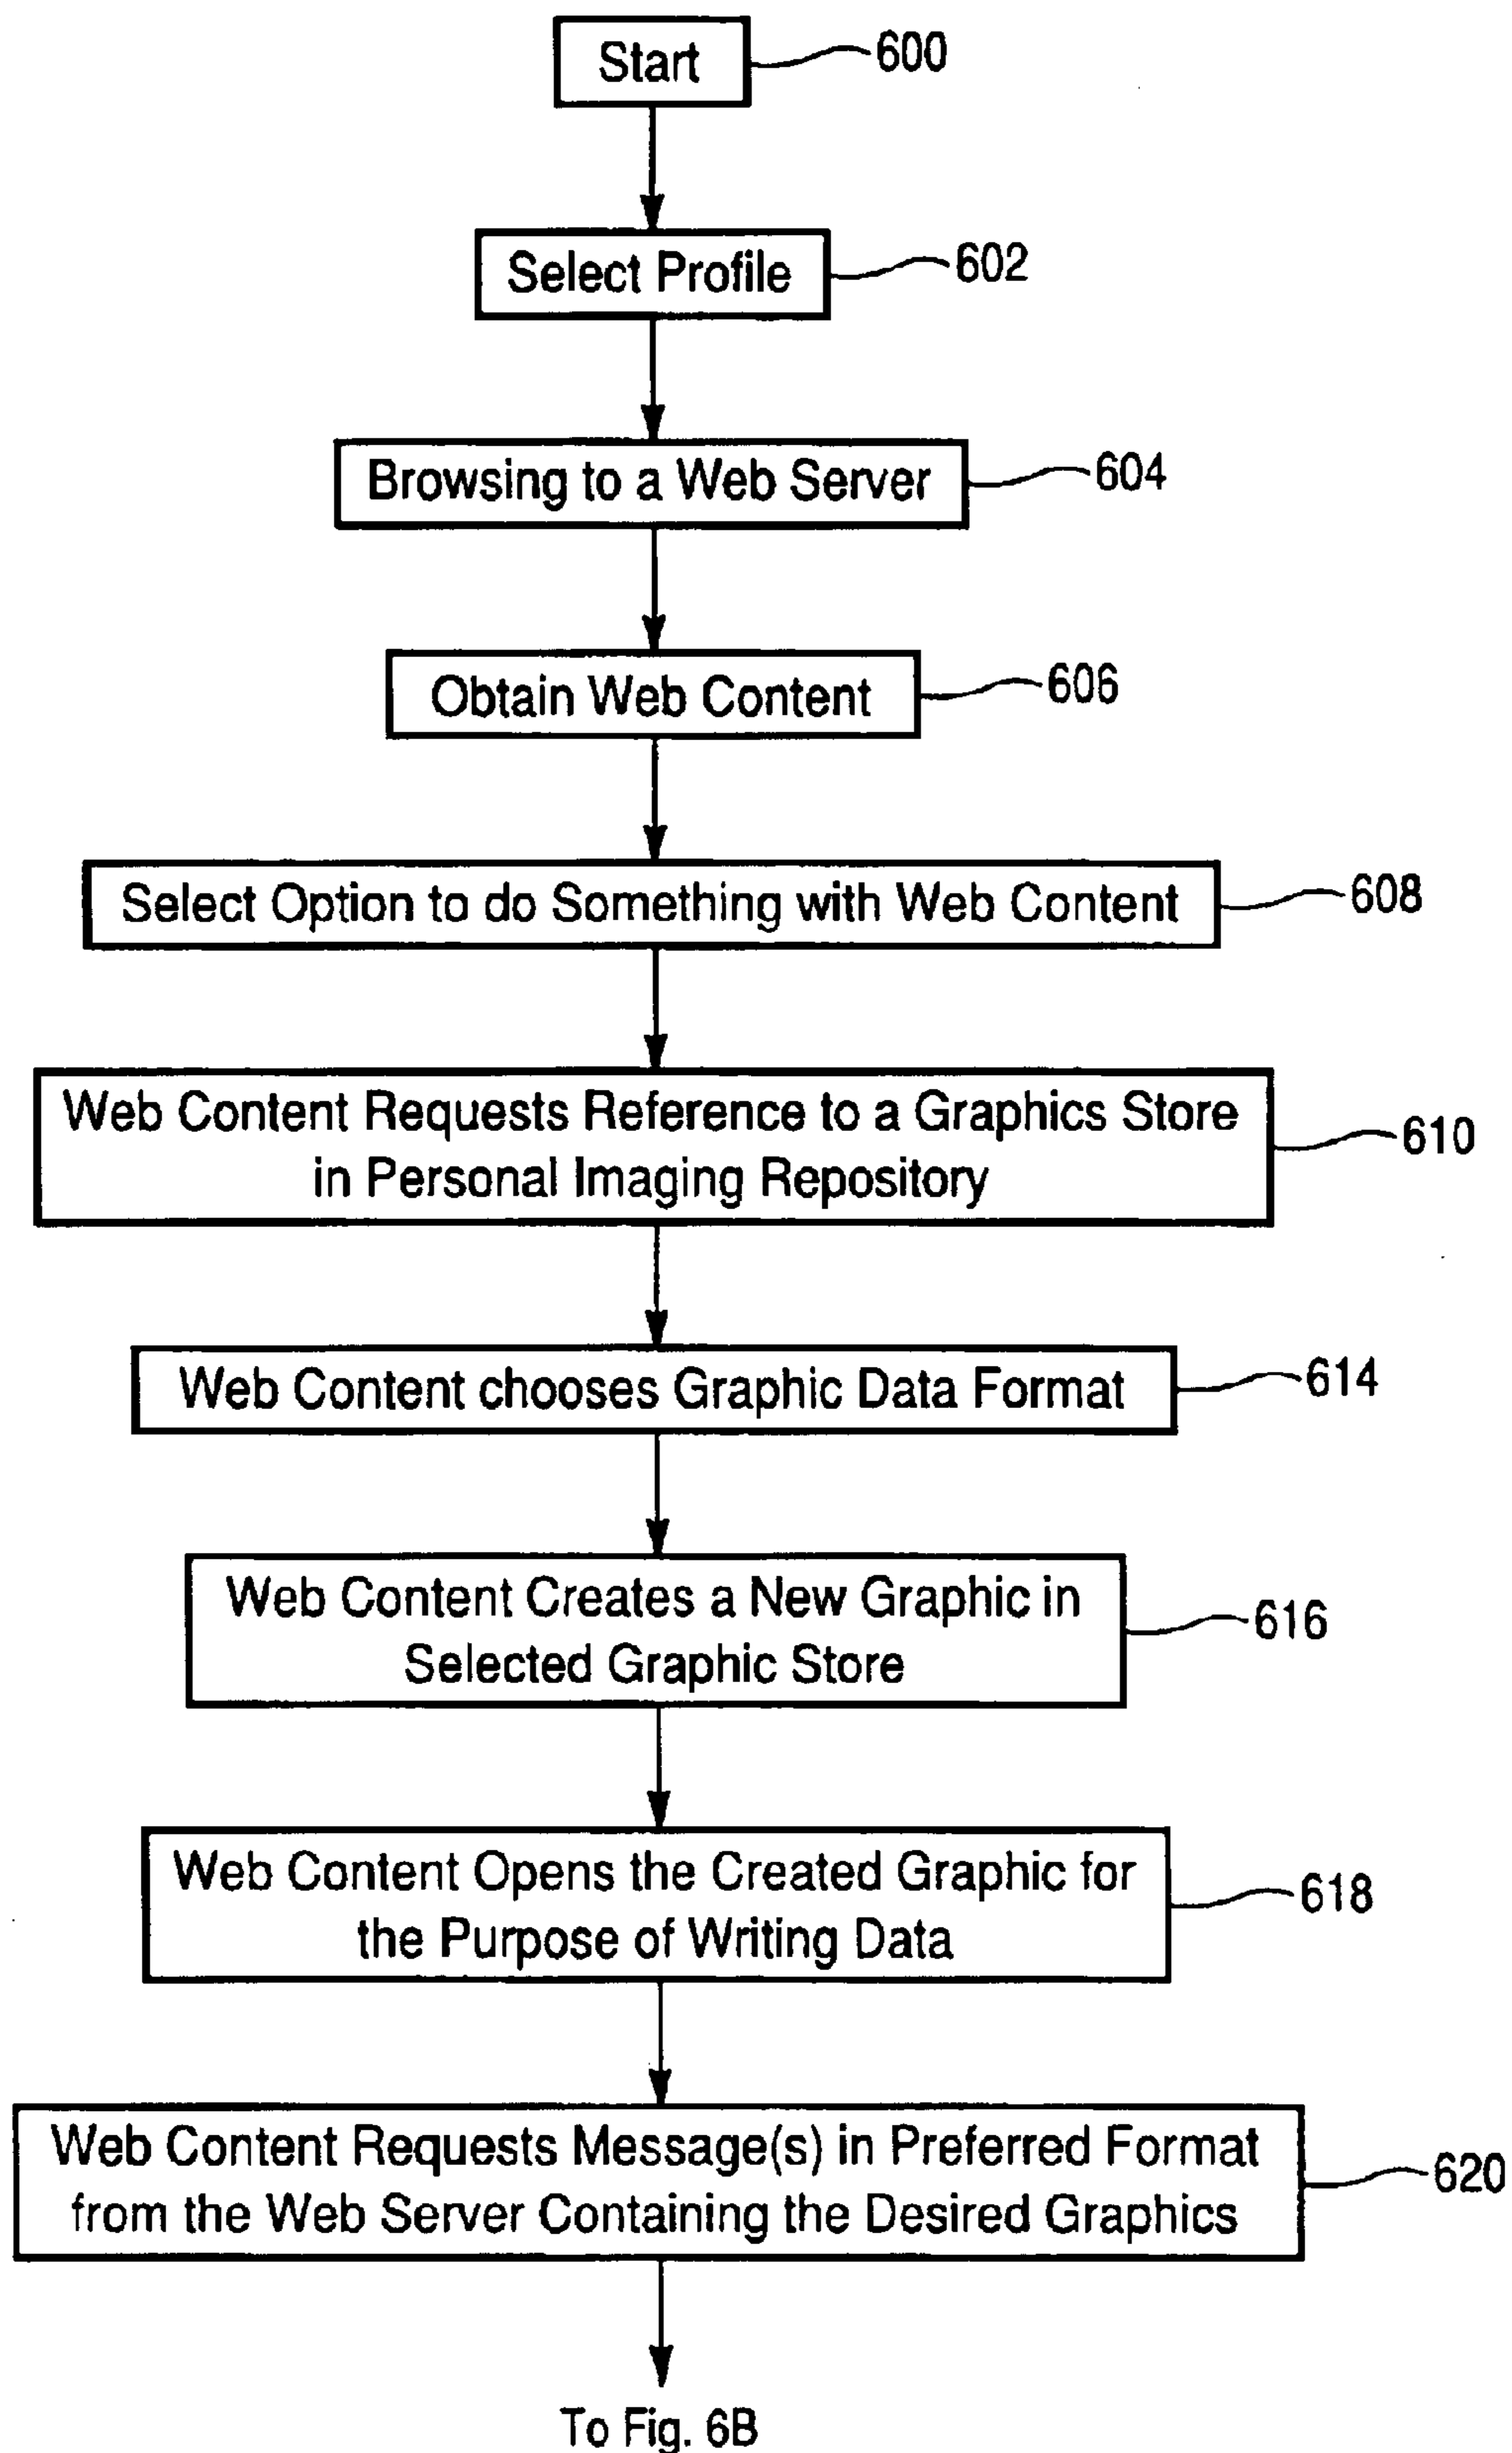 Start
600
Select Profile
602
Browsing to a Web Server
604
Obtain Web Content
606
Select Option to do Something with Web Content
608
Web Content Requests Reference to a Graphics Store
in Personal Imaging Repository
610
Web Content chooses Graphic Data Format
614
Web Content Creates a New Graphic in
Selected Graphic Store
616
Web Content Opens the Created Graphic for
the Purpose of Writing Data
618
Web Content Requests Message(s) in Preferred Format
from the Web Server Containing the Desired Graphics
620
To Fig. 6B